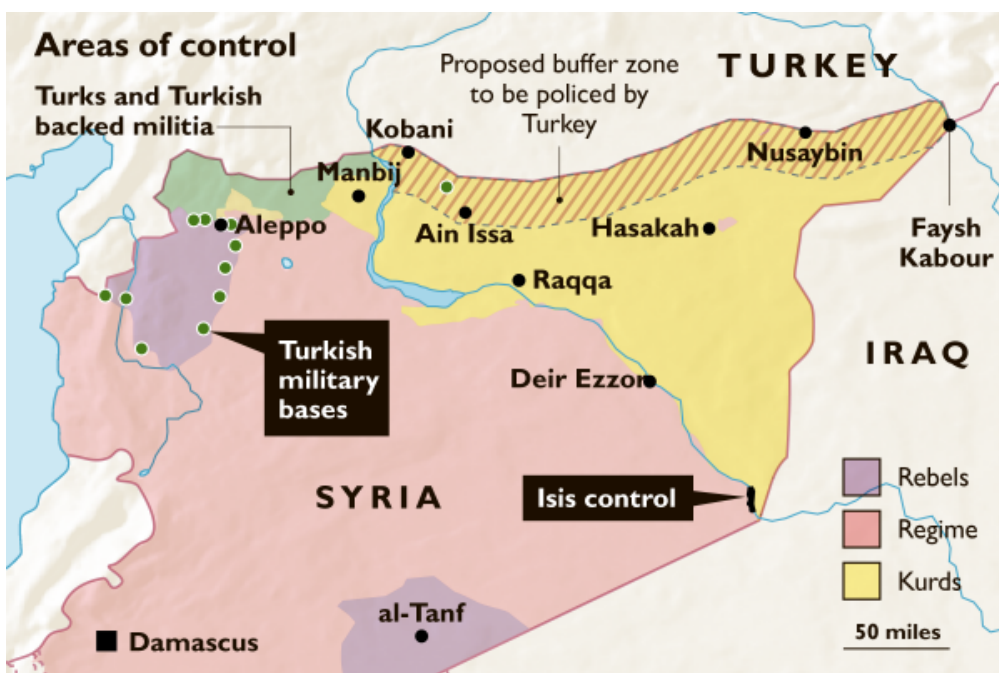 Areas of control
Turks and Turkish
backed militia
Proposed buffer zone
to be policed by
Turkey
TURKEY
Kobani
Manbij
Nusaybin
Aleppo
Ain Issa
Hasakah
Faysh
Kabour
Raqqa
Turkish
military
bases
IRAQ
Deir Ezzor
SYRIA
Isis control
Rebels
Regime
Kurds
al-Tanf
Damascus
50 miles